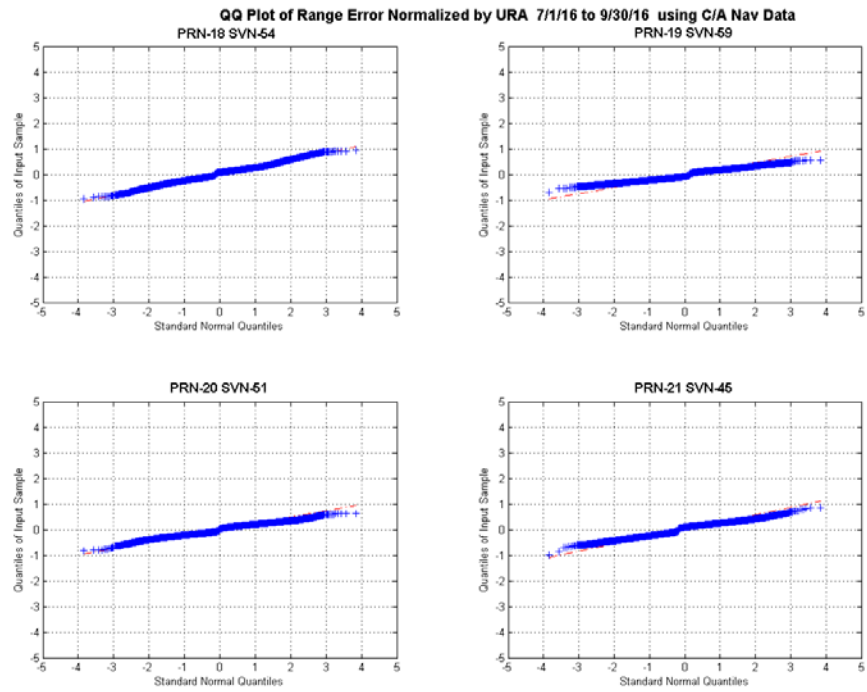 QQ Plot of Range Error Normalized by URA 7/1/16 to 9/30/16 using C/A Nav Data
PRN-18 SVN-54
5
4
3
2
1
0
-1
-2
-3
-4
-5
Quantiles of Input Sample
-5 -4 -3 -2 -1 0 1 2 3 4 5
Standard Normal Quantiles
PRN-19 SVN-59
5
4
3
2
1
0
-1
-2
-3
-4
-5
Quantiles of Input Sample
-5 -4 -3 -2 -1 0 1 2 3 4 5
Standard Normal Quantiles
PRN-20 SVN-51
5
4
3
2
1
0
-1
-2
-3
-4
-5
Quantiles of Input Sample
-5 -4 -3 -2 -1 0 1 2 3 4 5
Standard Normal Quantiles
PRN-21 SVN-45
5
4
3
2
1
0
-1
-2
-3
-4
-5
Quantiles of Input Sample
-5 -4 -3 -2 -1 0 1 2 3 4 5
Standard Normal Quantiles